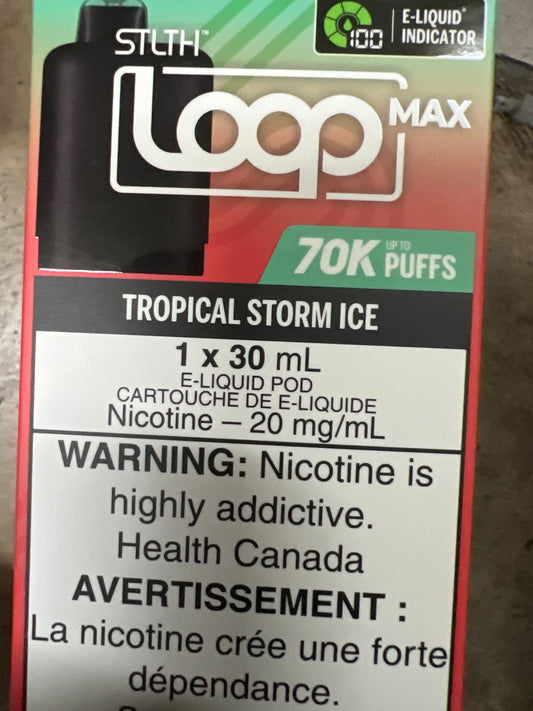 STLTH™
100
E-LIQUID
INDICATOR
Loop MAX
70K UP TO PUFFS
TROPICAL STORM ICE
1 x 30 mL
E-LIQUID POD
CARTOUCHE DE E-LIQUIDE
Nicotine – 20 mg/mL
WARNING: Nicotine is
highly addictive.
Health Canada
AVERTISSEMENT :
La nicotine crée une forte
dépendance.